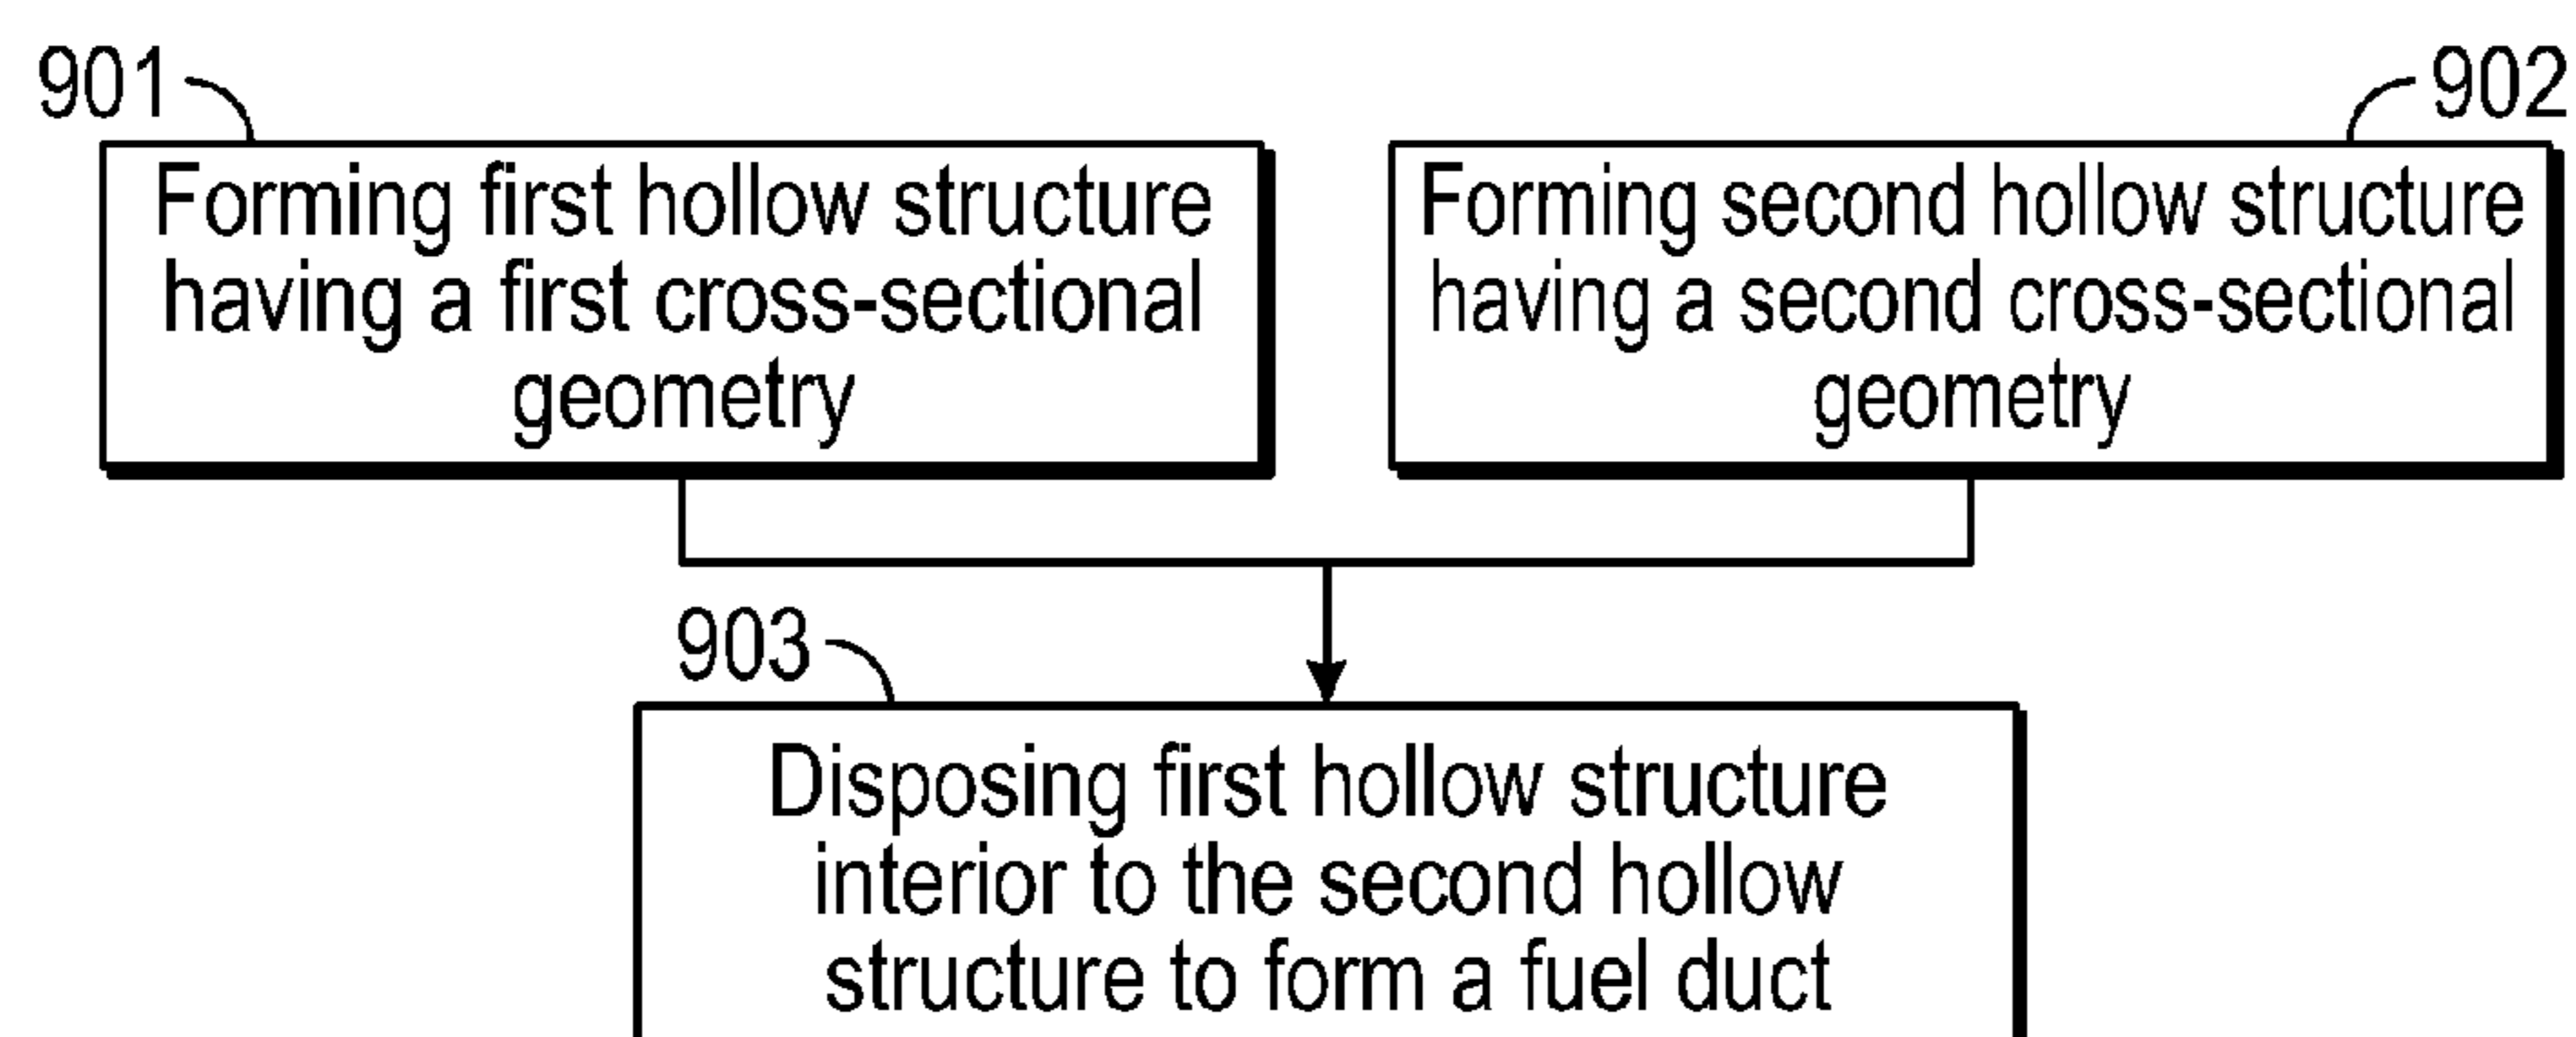 901
Forming first hollow structure
having a first cross-sectional
geometry
902
Forming second hollow structure
having a second cross-sectional
geometry
903
Disposing first hollow structure
interior to the second hollow
structure to form a fuel duct